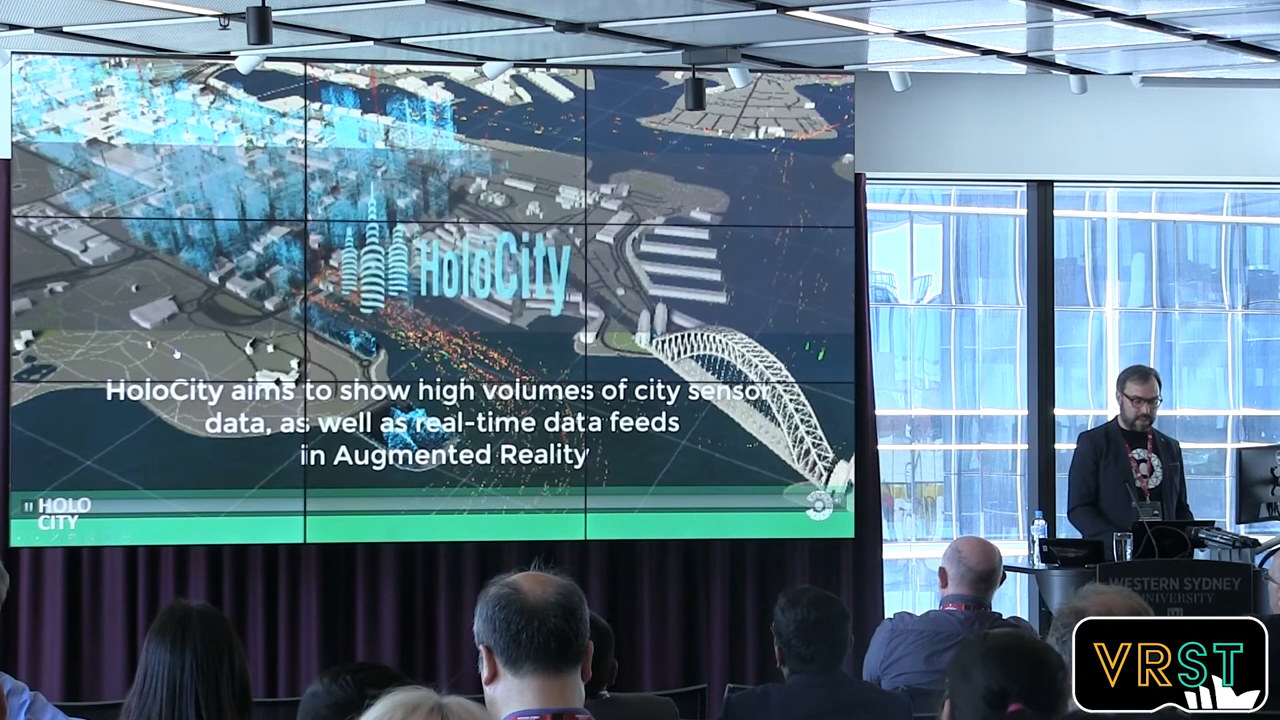 HoloCity
HoloCity aims to show high volumes of city sensor
data, as well as real-time data feeds
in Augmented Reality
HOLO
CITY
WESTERN SYDNEY
UNIVERSITY
W
VRST